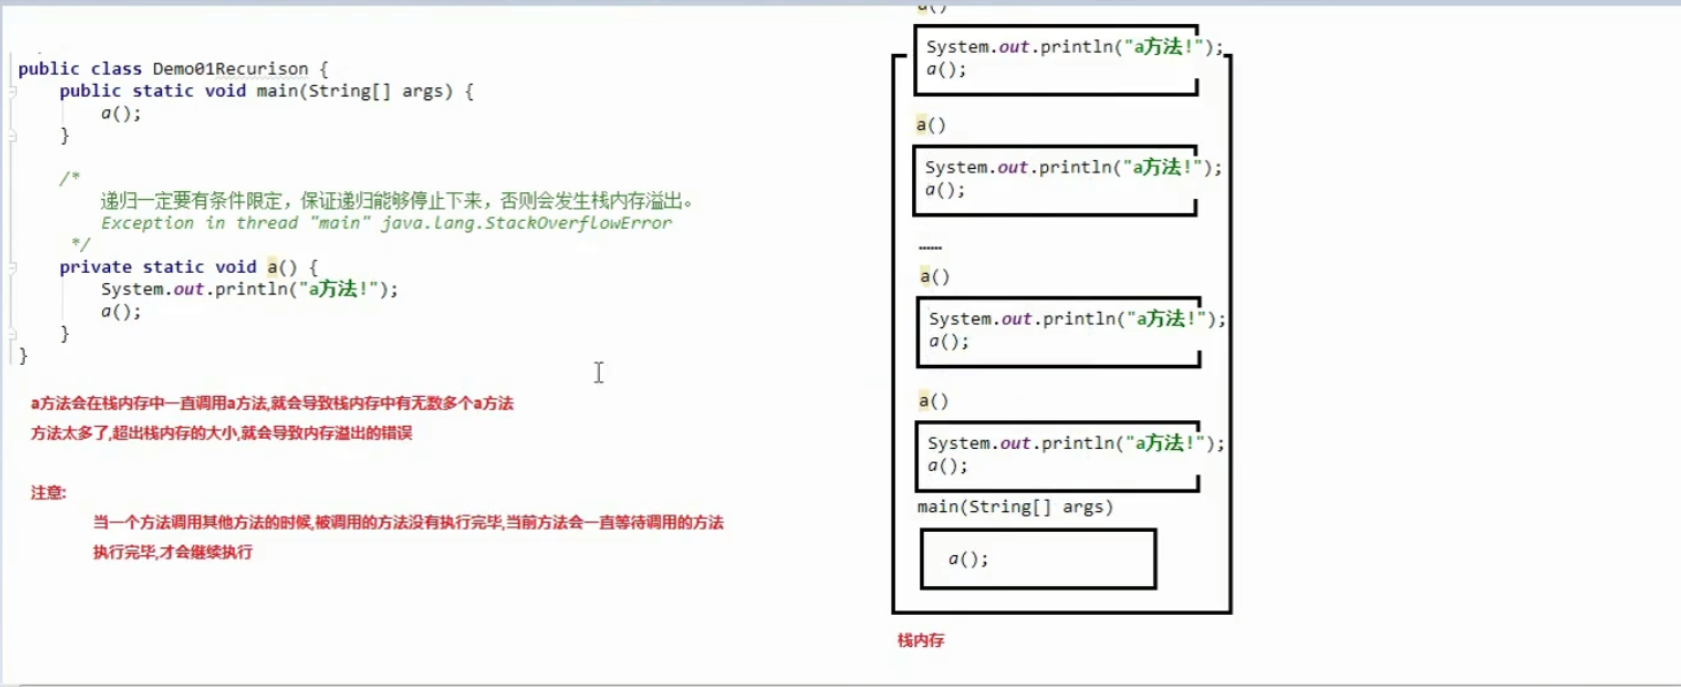 public class Demo01Recurison {
public static void main(String[] args) {
a();
}
/*
递归一定要有条件限定，保证递归能够停止下来，否则会发生栈内存溢出。
Exception in thread "main" java.lang.StackOverflowError
*/
private static void a() {
System.out.println("a方法!");
a();
}
}
a方法会在栈内存中一直调用a方法,就会导致栈内存中有无数多个a方法
方法太多了,超出栈内存的大小,就会导致内存溢出的错误
注意:
当一个方法调用其他方法的时候,被调用的方法没有执行完毕,当前方法会一直等待调用的方法
执行完毕,才会继续执行
a()
System.out.println("a方法!");
a();
a()
System.out.println("a方法!");
a();
......
a()
System.out.println("a方法!");
a();
a()
System.out.println("a方法!");
a();
main(String[] args)
a();
栈内存